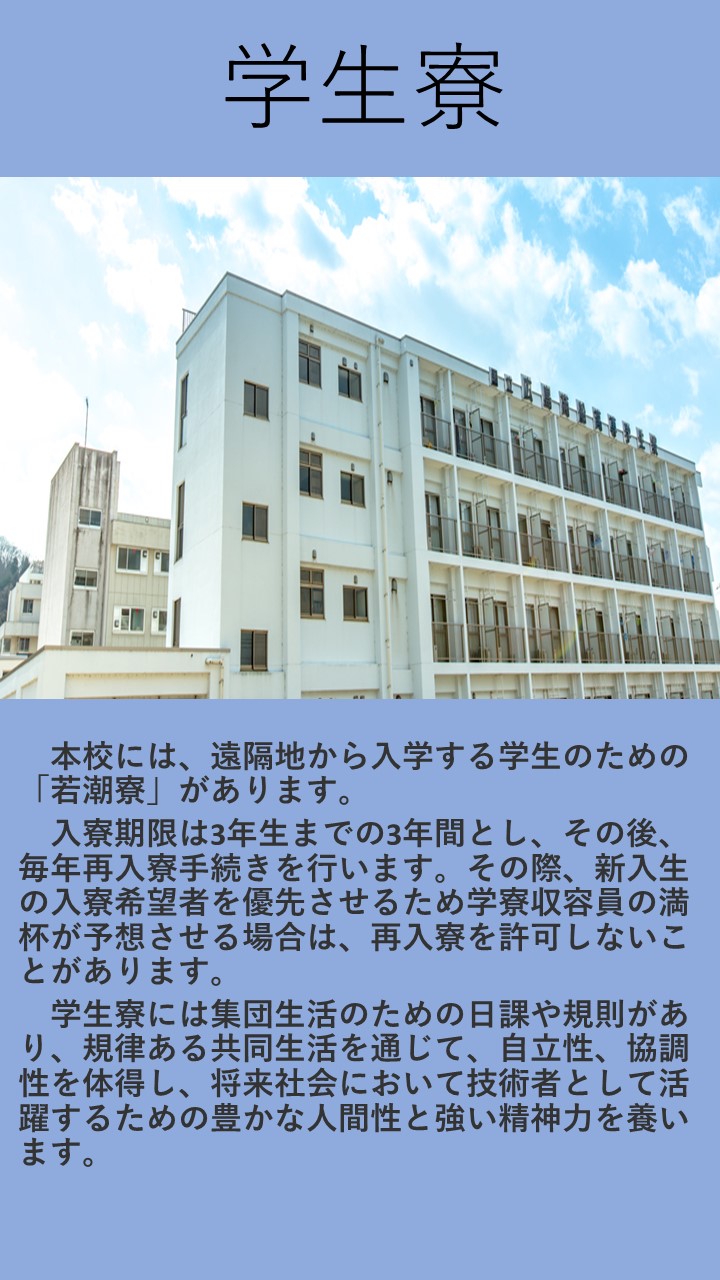 学生寮
本校には、遠隔地から入学する学生のための
「若潮寮」があります。
入寮期限は3年生までの3年間とし、その後、
毎年再入寮手続きを行います。その際、新入生
の入寮希望者を優先させるため学寮収容員の満
杯が予想させる場合は、再入寮を許可しないこ
とがあります。
学生寮には集団生活のための日課や規則があ
り、規律ある共同生活を通じて、自立性、協調
性を体得し、将来社会において技術者として活
躍するための豊かな人間性と強い精神力を養い
ます。